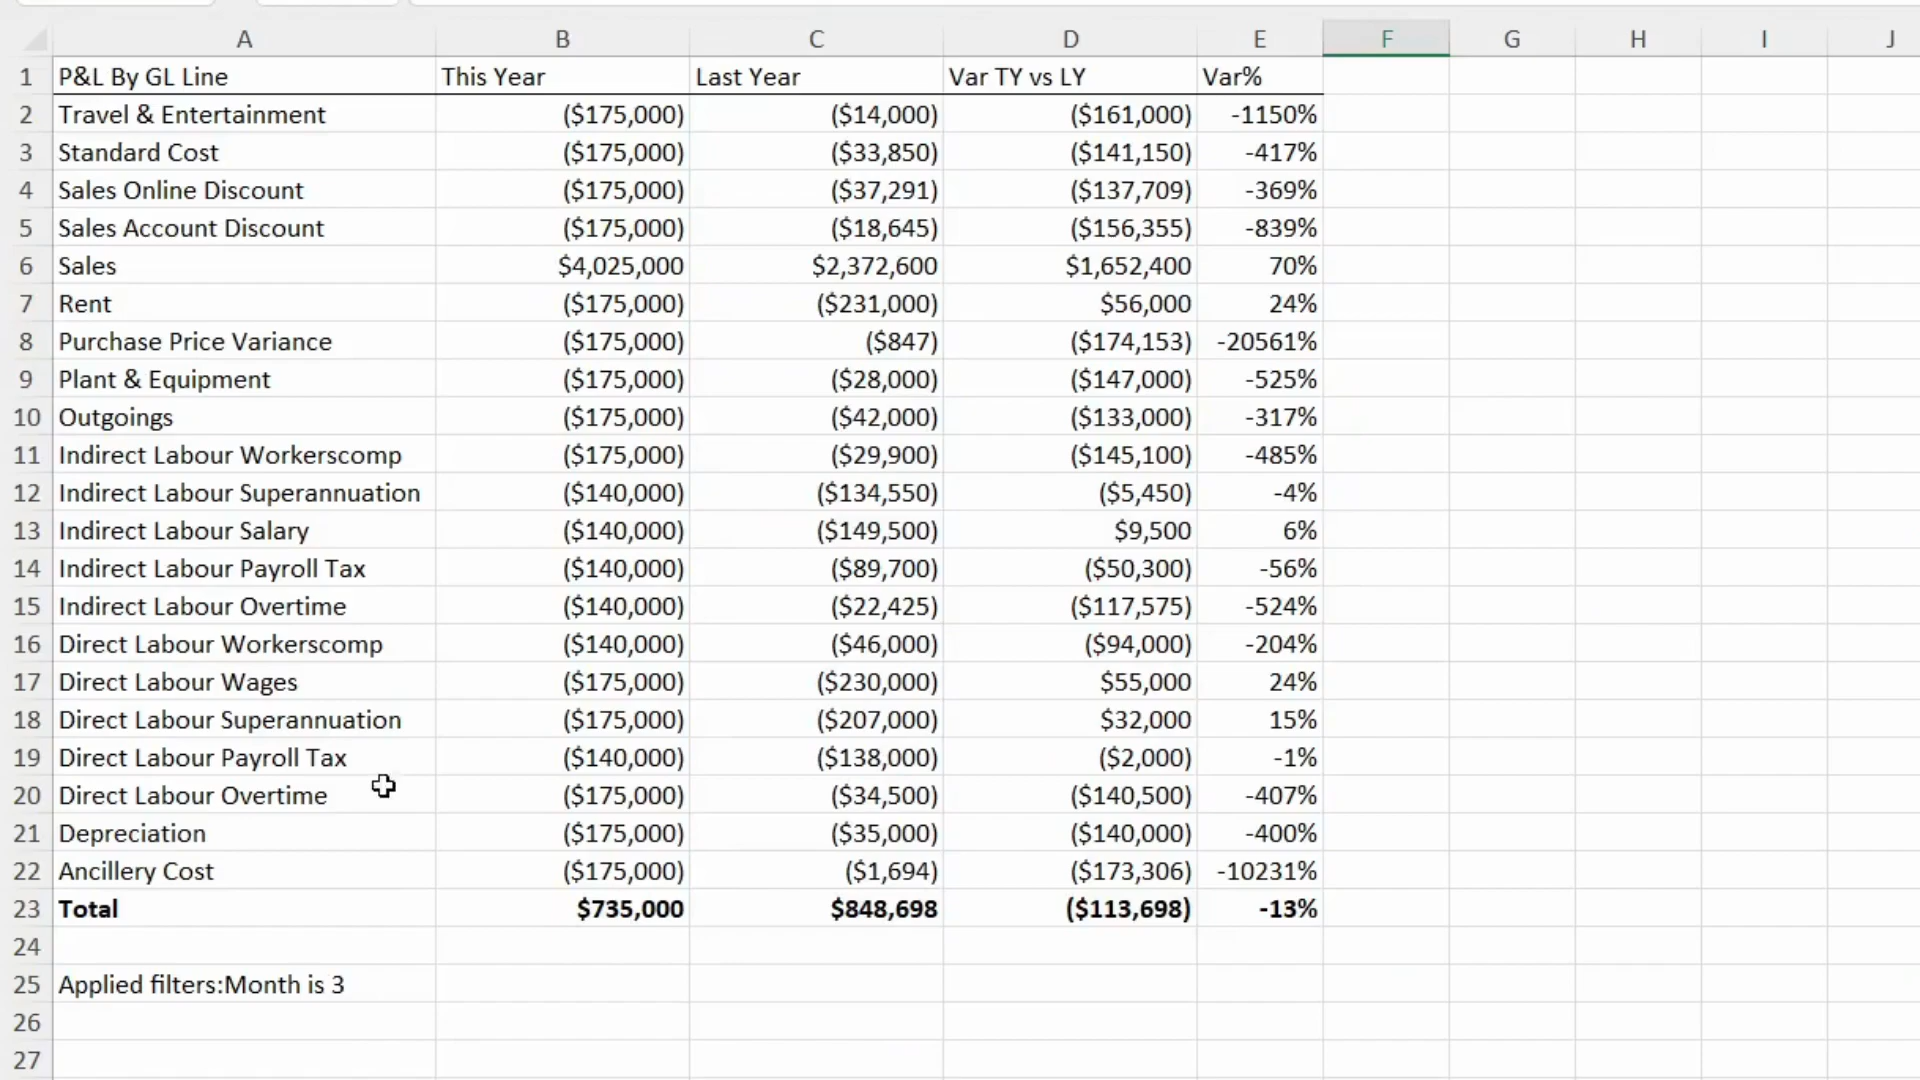 A B C D E F G H I J
1 P&L By GL Line This Year Last Year Var TY vs LY Var%
2 Travel & Entertainment ($175,000) ($14,000) ($161,000) -1150%
3 Standard Cost ($175,000) ($33,850) ($141,150) -417%
4 Sales Online Discount ($175,000) ($37,291) ($137,709) -369%
5 Sales Account Discount ($175,000) ($18,645) ($156,355) -839%
6 Sales $4,025,000 $2,372,600 $1,652,400 70%
7 Rent ($175,000) ($231,000) $56,000 24%
8 Purchase Price Variance ($175,000) ($847) ($174,153) -20561%
9 Plant & Equipment ($175,000) ($28,000) ($147,000) -525%
10 Outgoings ($175,000) ($42,000) ($133,000) -317%
11 Indirect Labour Workerscomp ($175,000) ($29,900) ($145,100) -485%
12 Indirect Labour Superannuation ($140,000) ($134,550) ($5,450) -4%
13 Indirect Labour Salary ($140,000) ($149,500) $9,500 6%
14 Indirect Labour Payroll Tax ($140,000) ($89,700) ($50,300) -56%
15 Indirect Labour Overtime ($140,000) ($22,425) ($117,575) -524%
16 Direct Labour Workerscomp ($140,000) ($46,000) ($94,000) -204%
17 Direct Labour Wages ($175,000) ($230,000) $55,000 24%
18 Direct Labour Superannuation ($175,000) ($207,000) $32,000 15%
19 Direct Labour Payroll Tax ($140,000) ($138,000) ($2,000) -1%
20 Direct Labour Overtime ($175,000) ($34,500) ($140,500) -407%
21 Depreciation ($175,000) ($35,000) ($140,000) -400%
22 Ancillery Cost ($175,000) ($1,694) ($173,306) -10231%
23 Total $735,000 $848,698 ($113,698) -13%
24
25 Applied filters:Month is 3
26
27